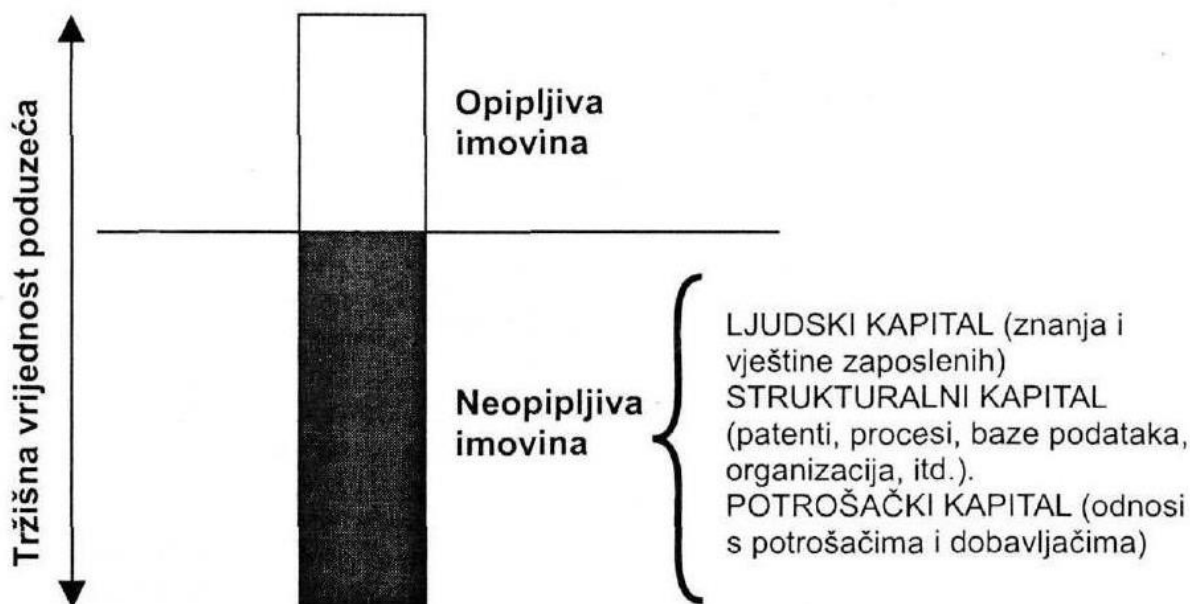 Tržišna vrijednost poduzeća
Opipljiva
imovina
Neopipljiva
imovina
LJUDSKI KAPITAL (znanja i
vještine zaposlenih)
STRUKTURALNI KAPITAL
(patenti, procesi, baze podataka,
organizacija, itd.).
POTROŠAČKI KAPITAL (odnosi
s potrošačima i dobavljačima)